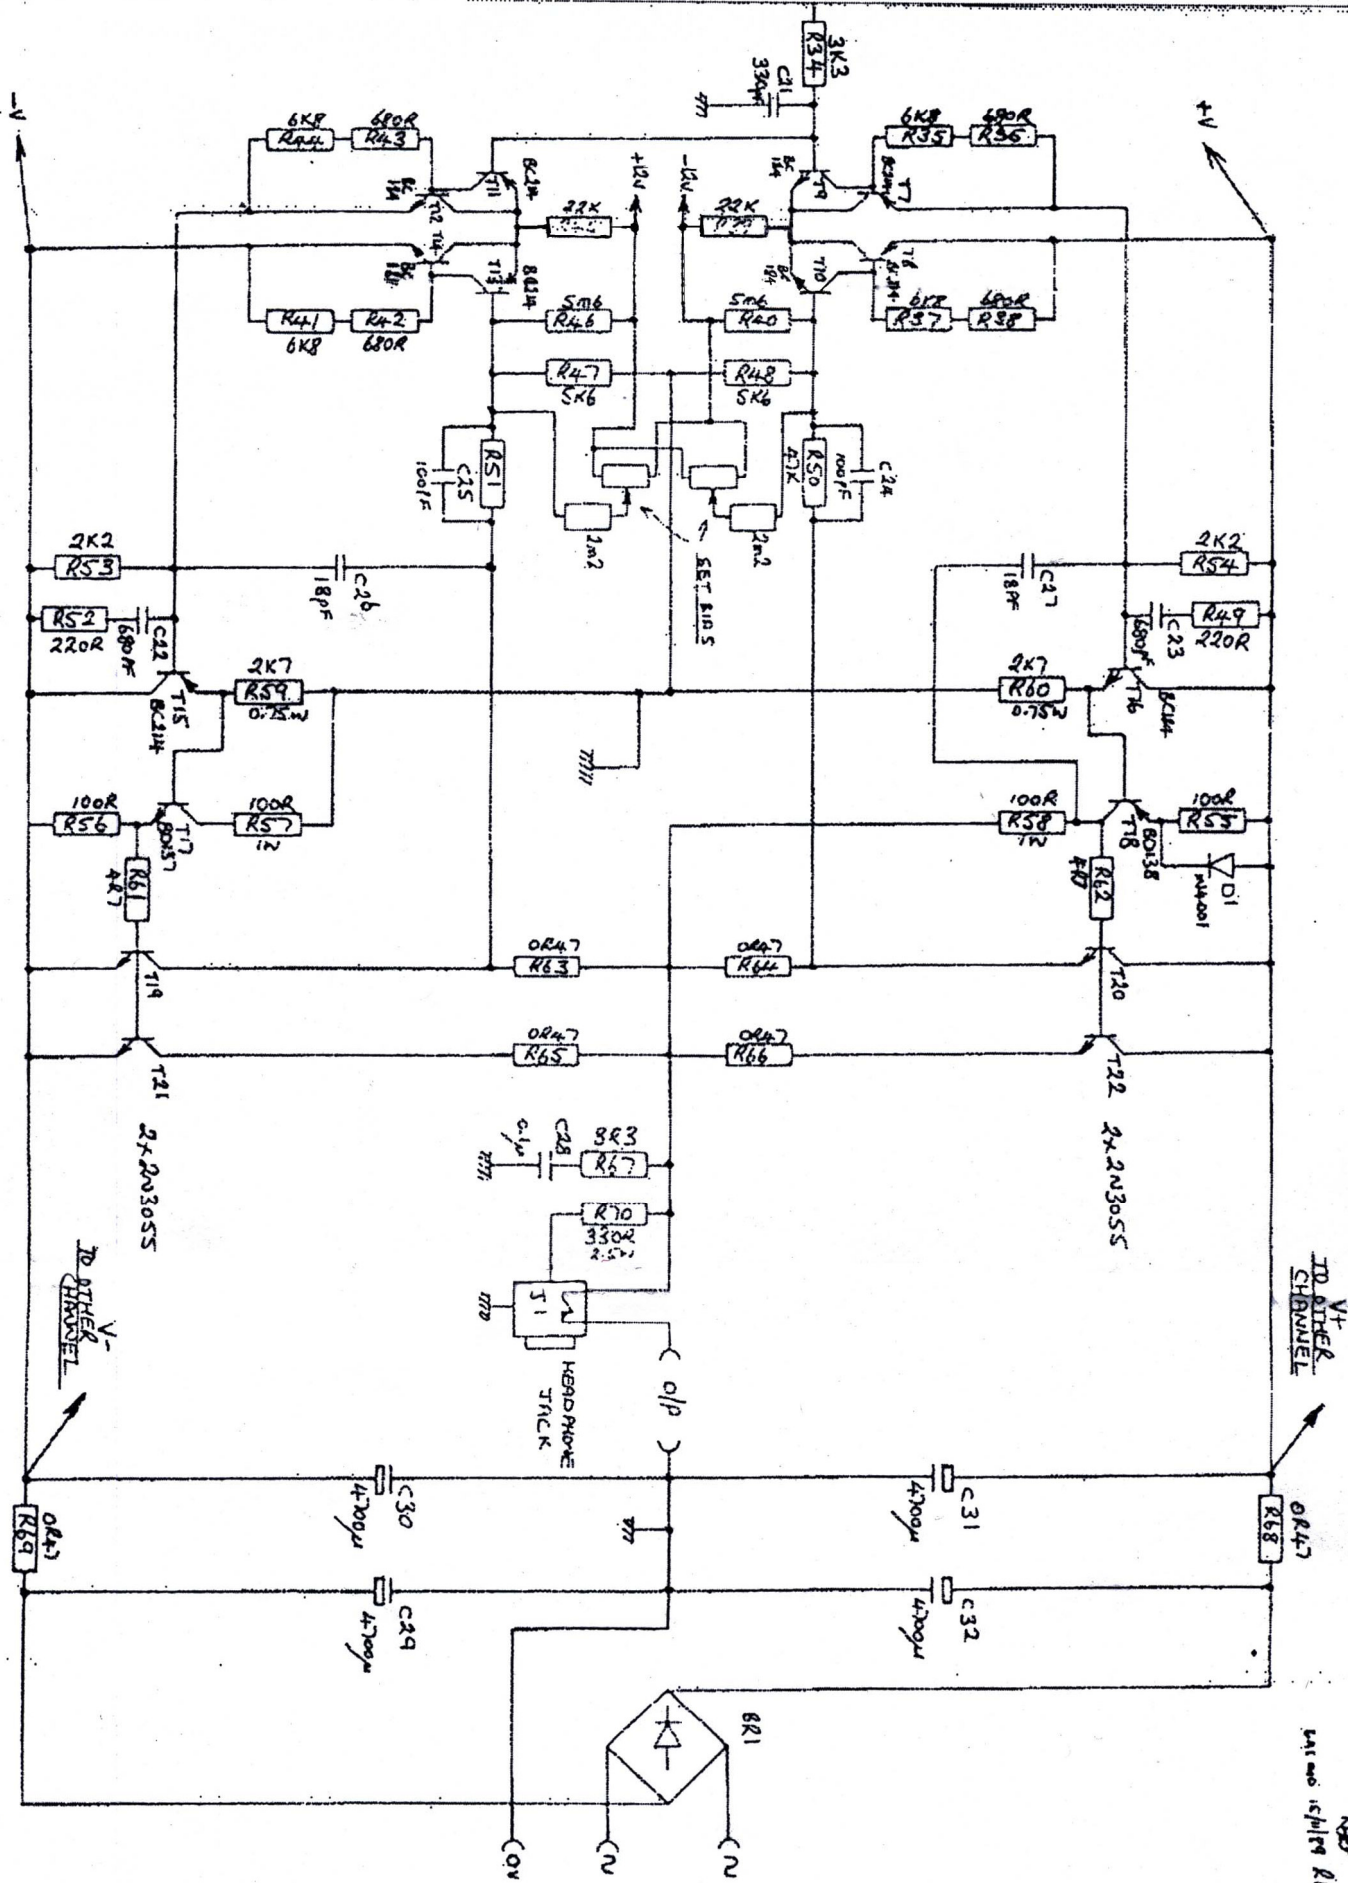 3K3
R34
C21
+V
-V
6K8
680R
R44
R43
6K8
680R
R35
R36
BC214
T11
+12V
-12V
T9
T7
T12
T4
22K
22K
T8
T13
T10
R41
R42
6K8
680R
5m6
R46
5m6
R40
6K8
680R
R37
R38
R47
5K6
R48
5K6
R51
C25
100PF
R50
47K
100PF
C24
2m2
2m2
SET BIAS
2K2
R53
C26
18pF
C27
18PF
2K2
R54
R52
220R
C22
680PF
C23
680pF
R49
220R
2K7
R59
0.75W
T15
BC214
2K7
R60
0.75W
T16
100R
R56
T17
100R
R57
1W
100R
R58
1W
T18
BD138
100R
R55
D1
R61
4R7
R62
4R7
T19
0R47
R63
0R47
R64
T20
T21
0R47
R65
0R47
R66
T22
2x2N3055
2x2N3055
C28
0.1µ
3R3
R67
R70
330R
2.5W
J1
HEADPHONE
JACK
O/P
V-
TO OTHER
CHANNEL
V+
TO OTHER
CHANNEL
C30
4700µ
C31
4700µ
R69
0R47
R68
0R47
C29
4700µ
C32
4700µ
BR1
0V